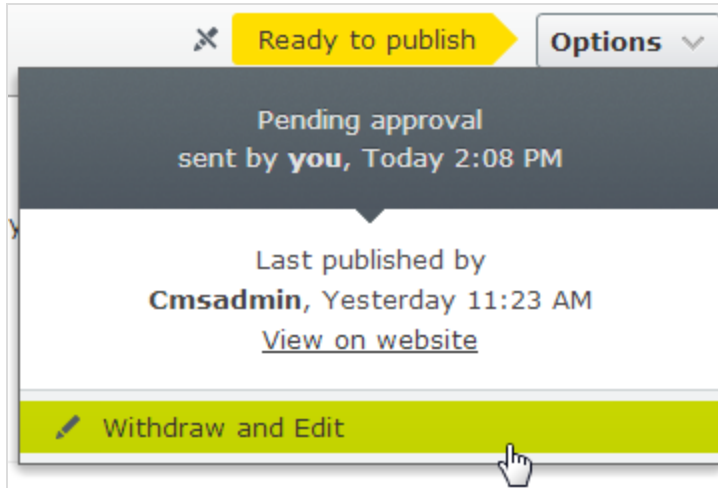 Ready to publish
Options
Pending approval
sent by you, Today 2:08 PM
Last published by
Cmsadmin, Yesterday 11:23 AM
View on website
Withdraw and Edit